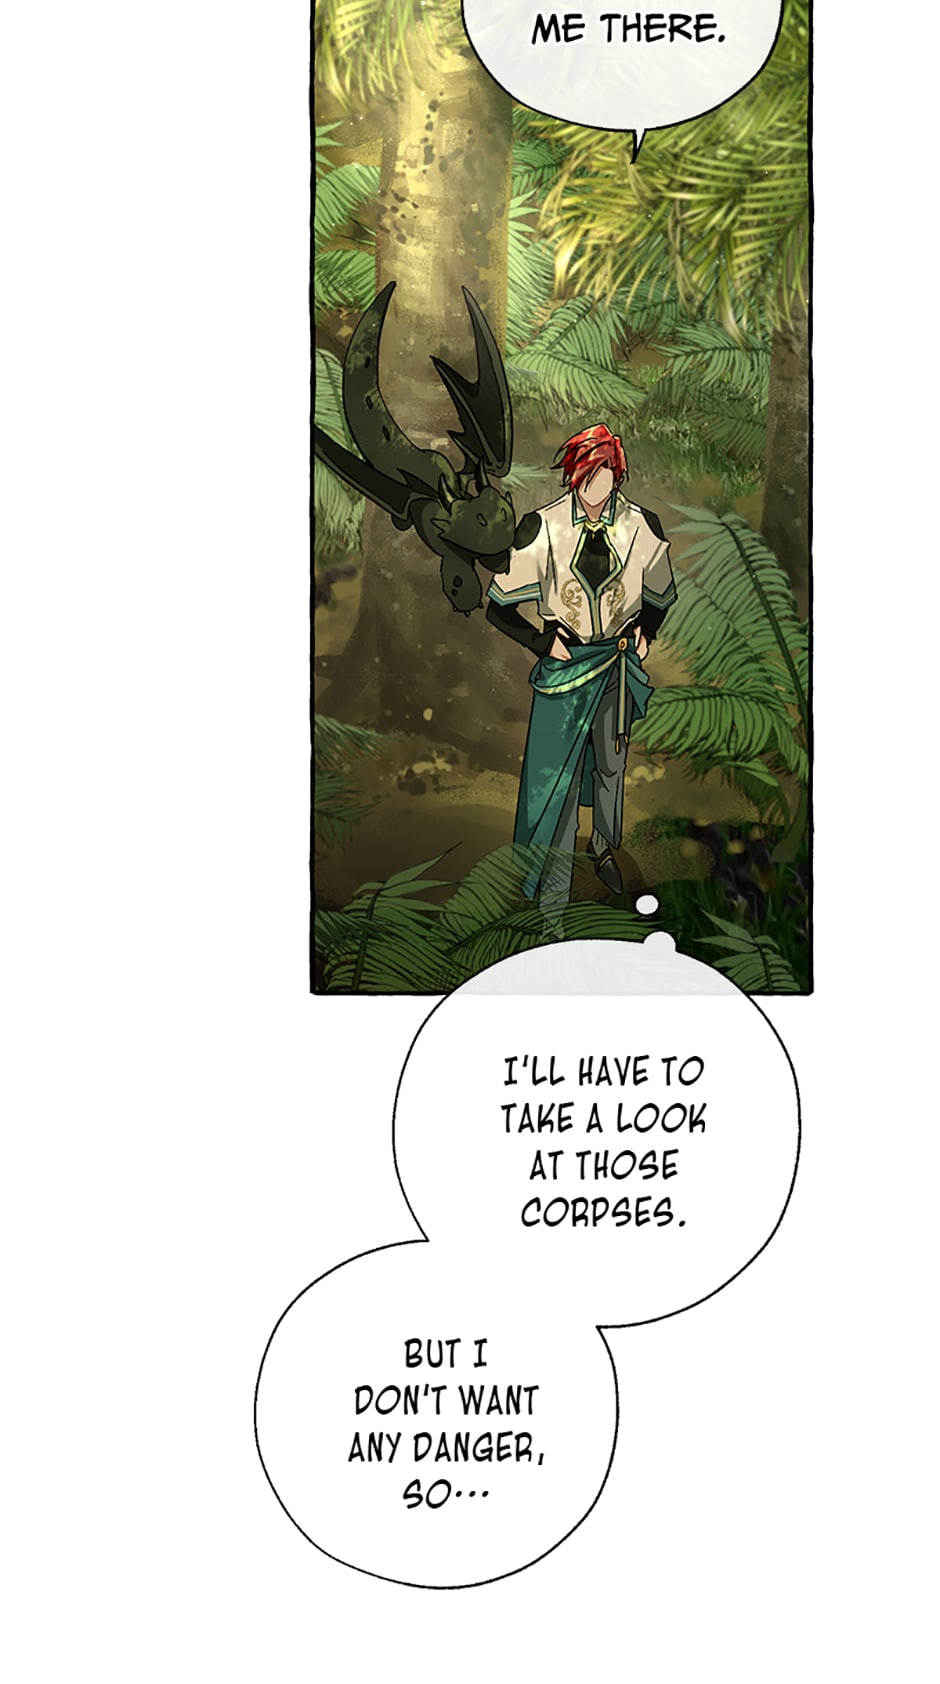 ME THERE.
I'LL HAVE TO
TAKE A LOOK
AT THOSE
CORPSES.
BUT I
DON'T WANT
ANY DANGER,
SO...